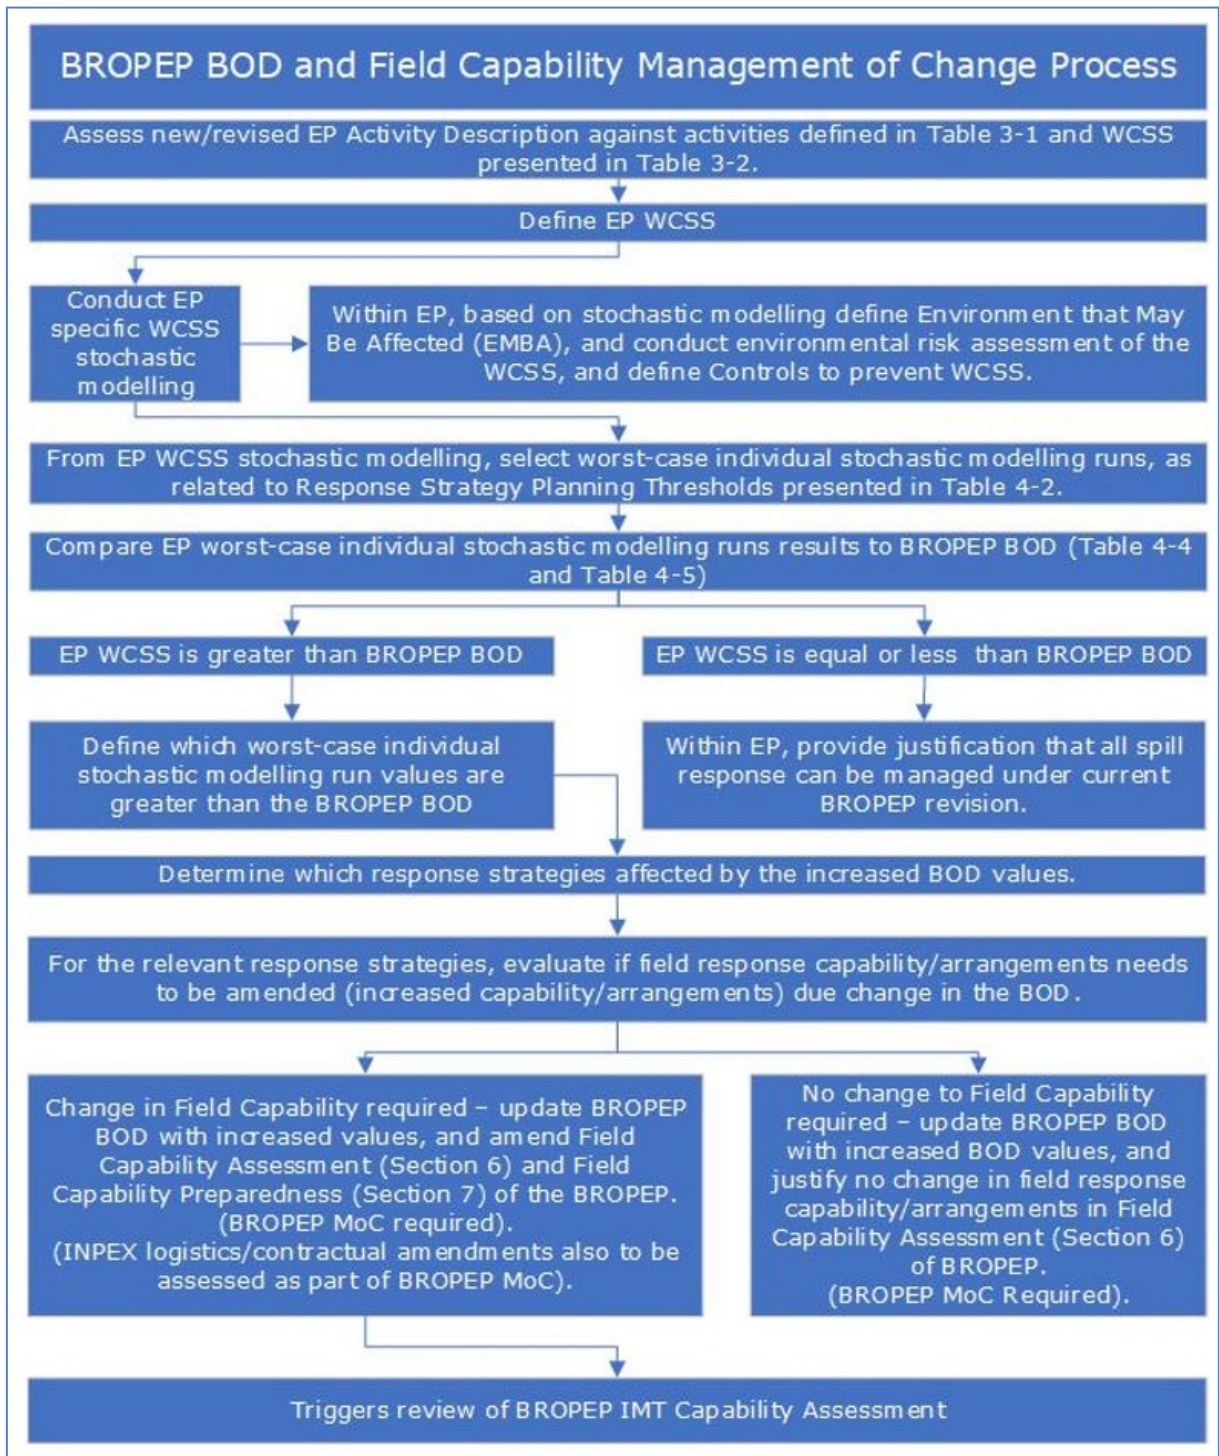 BROPEP BOD and Field Capability Management of Change Process
Assess new/revised EP Activity Description against activities defined in Table 3-1 and WCSS
presented in Table 3-2.
Define EP WCSS
Conduct EP
specific WCSS
stochastic
modelling
Within EP, based on stochastic modelling define Environment that May
Be Affected (EMBA), and conduct environmental risk assessment of the
WCSS, and define Controls to prevent WCSS.
From EP WCSS stochastic modelling, select worst-case individual stochastic modelling runs, as
related to Response Strategy Planning Thresholds presented in Table 4-2.
Compare EP worst-case individual stochastic modelling runs results to BROPEP BOD (Table 4-4
and Table 4-5)
EP WCSS is greater than BROPEP BOD
EP WCSS is equal or less than BROPEP BOD
Define which worst-case individual
stochastic modelling run values are
greater than the BROPEP BOD
Within EP, provide justification that all spill
response can be managed under current
BROPEP revision.
Determine which response strategies affected by the increased BOD values.
For the relevant response strategies, evaluate if field response capability/arrangements needs
to be amended (increased capability/arrangements) due change in the BOD.
Change in Field Capability required – update BROPEP
BOD with increased values, and amend Field
Capability Assessment (Section 6) and Field
Capability Preparedness (Section 7) of the BROPEP.
(BROPEP MoC required).
(INPEX logistics/contractual amendments also to be
assessed as part of BROPEP MoC).
No change to Field Capability
required – update BROPEP BOD
with increased BOD values, and
justify no change in field response
capability/arrangements in Field
Capability Assessment (Section 6)
of BROPEP.
(BROPEP MoC Required).
Triggers review of BROPEP IMT Capability Assessment